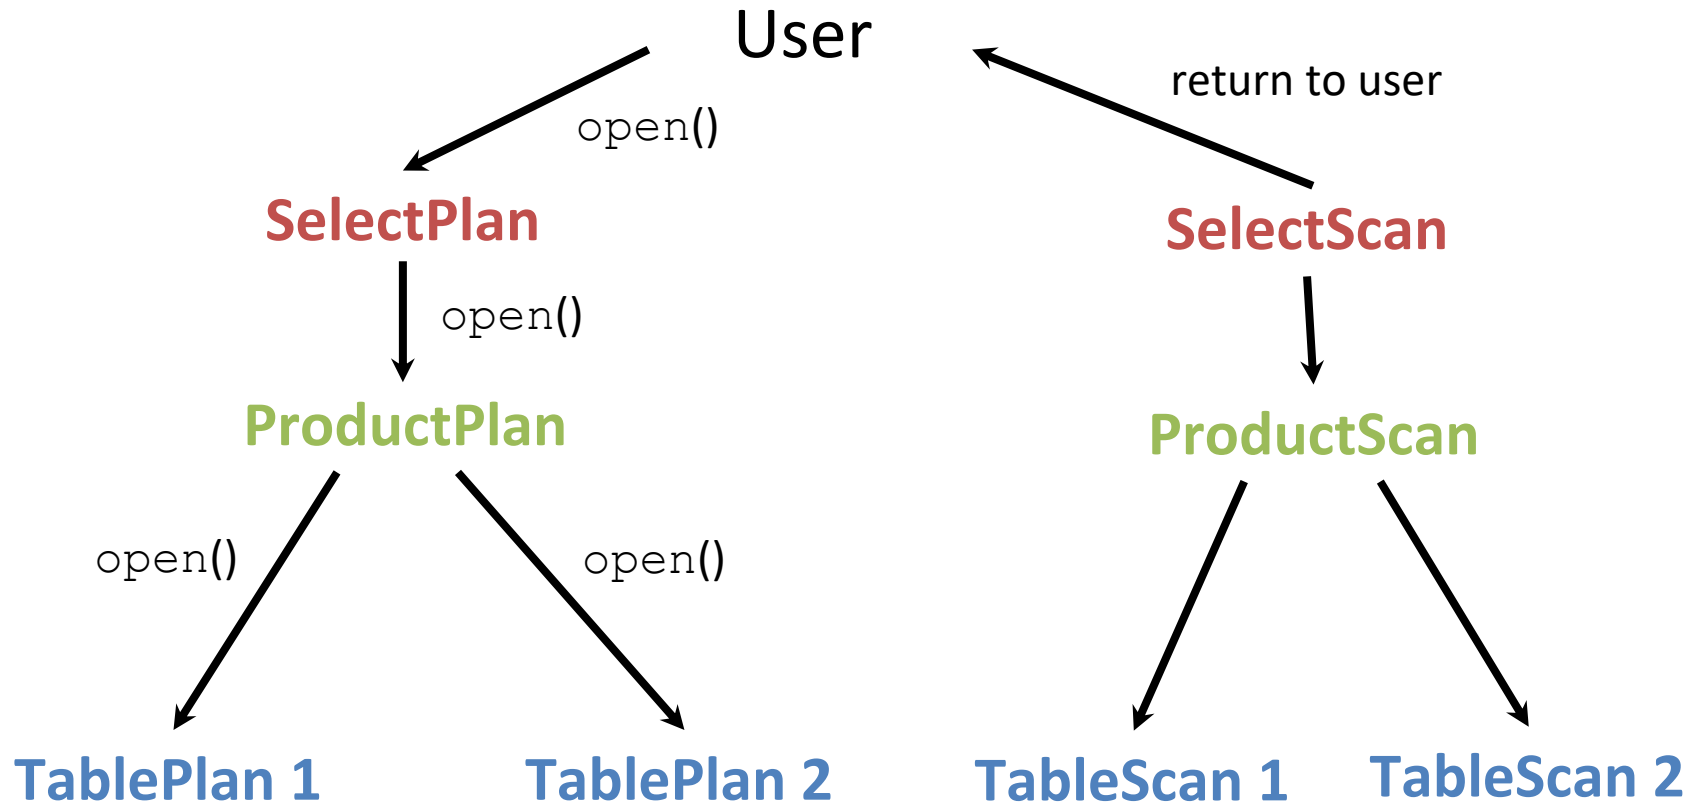 User
return to user
open()
SelectPlan
SelectScan
open()
ProductPlan
ProductScan
open()
open()
TablePlan 1
TablePlan 2
TableScan 1
TableScan 2